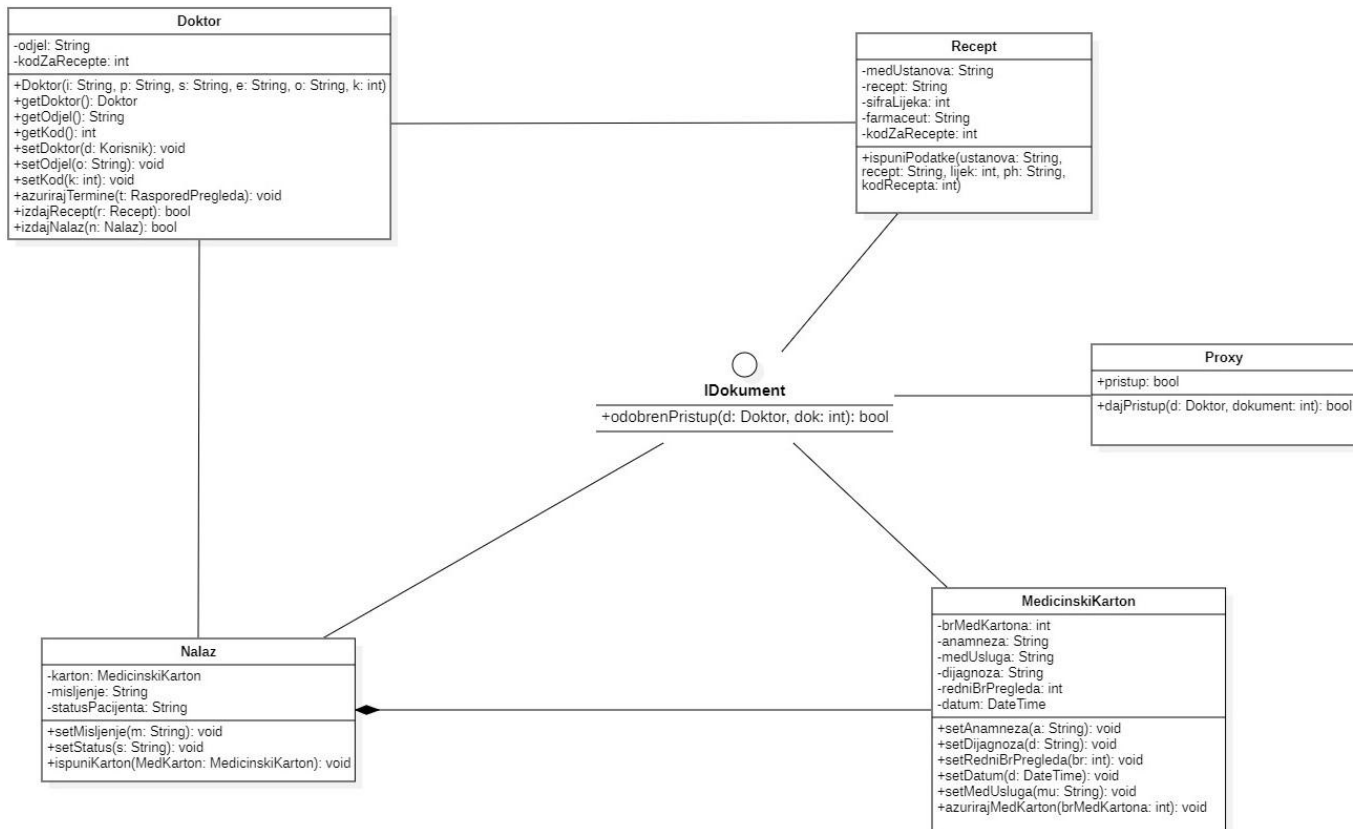 Doktor
-odjel: String
-kodZaRecepte: int
+Doktor(i: String, p: String, s: String, e: String, o: String, k: int)
+getDoktor(): Doktor
+getOdjel(): String
+getKod(): int
+setDoktor(d: Korisnik): void
+setOdjel(o: String): void
+setKod(k: int): void
+azurirajTermine(t: RasporedPregleda): void
+izdajRecept(r: Recept): bool
+izdajNalaz(n: Nalaz): bool
Recept
-medUstanova: String
-recept: String
-sifraLijeka: int
-farmaceut: String
-kodZaRecepte: int
+ispuniPodatke(ustanova: String,
recept: String, lijek: int, ph: String,
kodRecepta: int)
IDokument
+odobrenPristup(d: Doktor, dok: int): bool
Proxy
+pristup: bool
+dajPristup(d: Doktor, dokument: int): bool
Nalaz
-karton: MedicinskiKarton
-misljenje: String
-statusPacijenta: String
+setMisljenje(m: String): void
+setStatus(s: String): void
+ispuniKarton(MedKarton: MedicinskiKarton): void
MedicinskiKarton
-brMedKartona: int
-anamneza: String
-medUsluga: String
-dijagnoza: String
-redniBrPregleda: int
-datum: DateTime
+setAnamneza(a: String): void
+setDijagnoza(d: String): void
+setRedniBrPregleda(br: int): void
+setDatum(d: DateTime): void
+setMedUsluga(mu: String): void
+azurirajMedKarton(brMedKartona: int): void